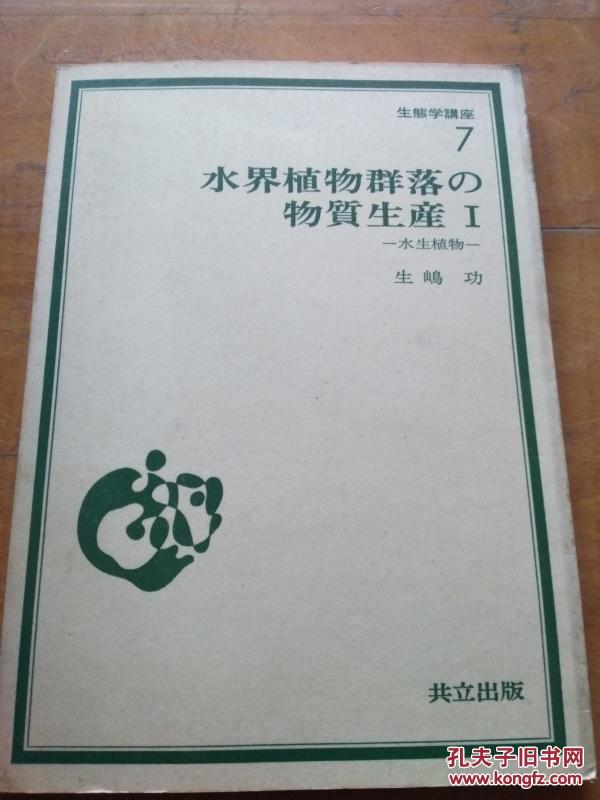 生態学講座
7
水界植物群落の
物質生産 I
—水生植物—
生嶋 功
共立出版
孔夫子旧书网
www.kongfz.com